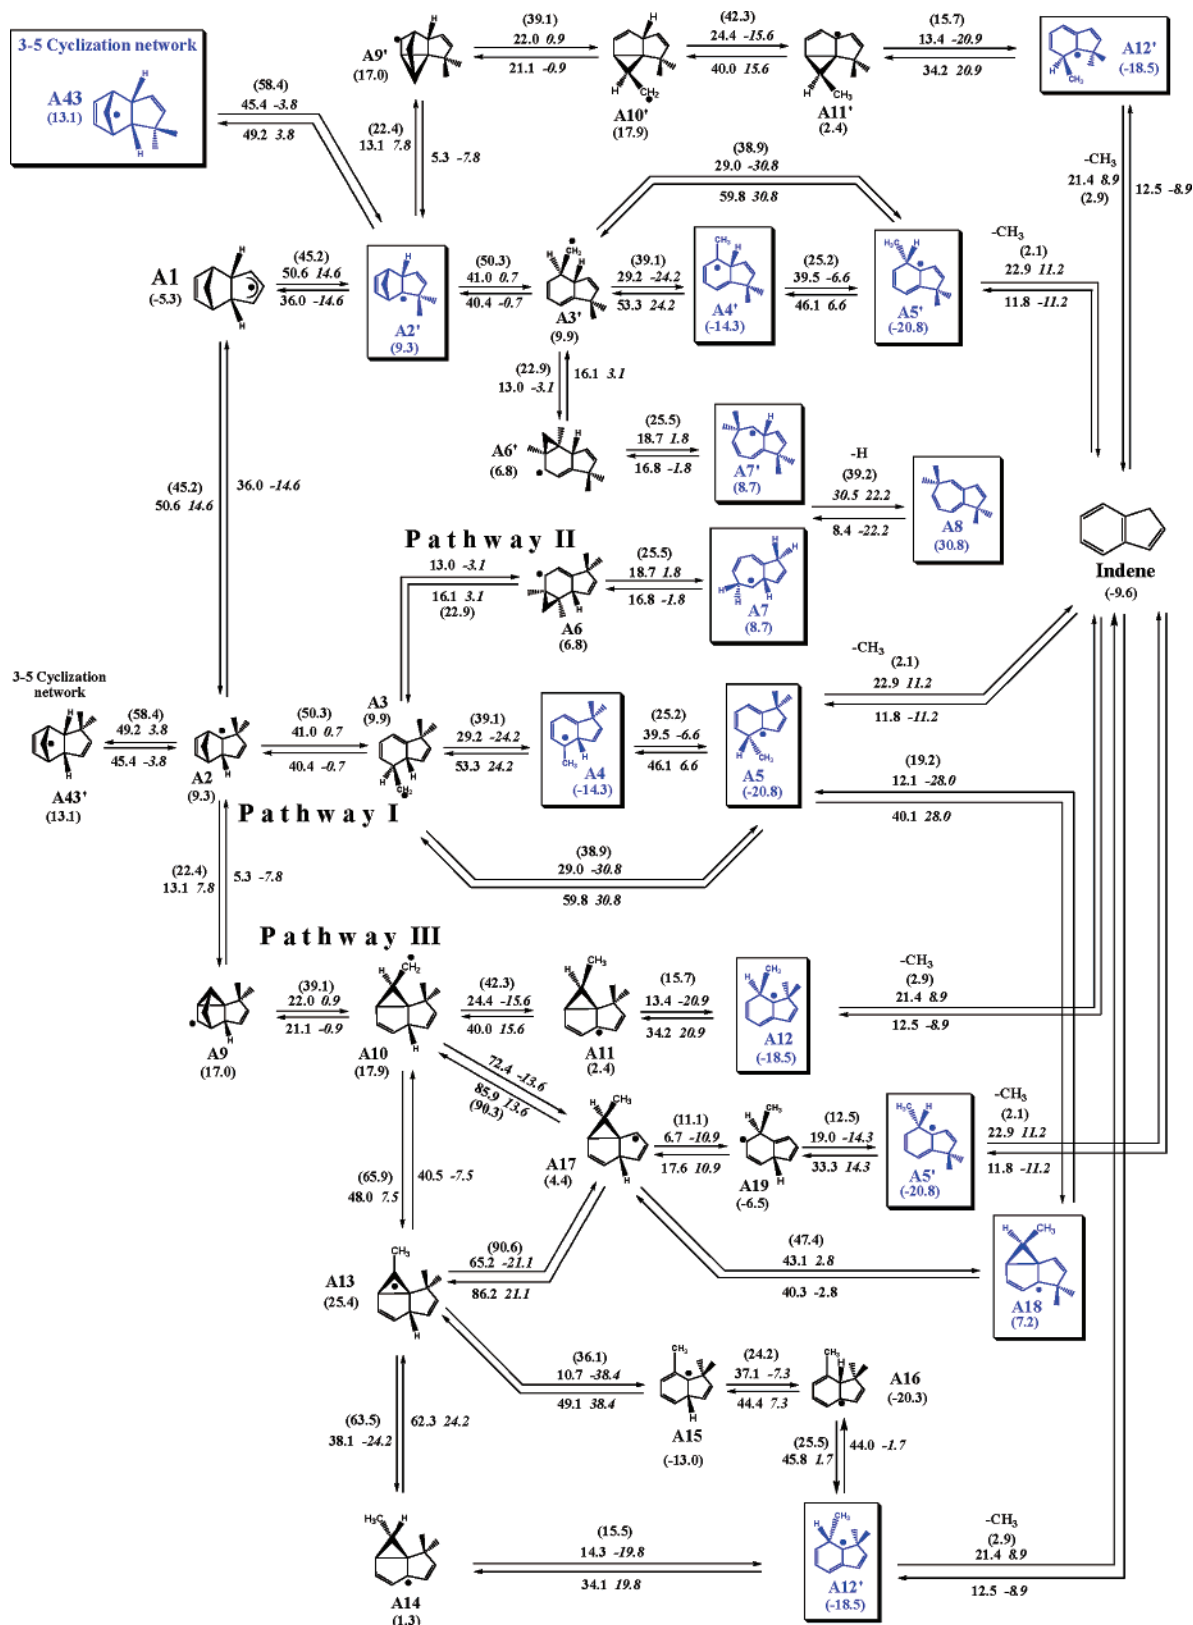 3-5 Cyclization network
A43
(13.1)
H
H
(58.4)
45.4 -3.8
49.2 3.8
A9'
(17.0)
H
(39.1)
22.0 0.9
21.1 -0.9
H
H
CH2
A10'
(17.9)
(42.3)
24.4 -15.6
40.0 15.6
H
CH3
A11'
(2.4)
(15.7)
13.4 -20.9
34.2 20.9
H
CH3
A12'
(-18.5)
(22.4)
13.1 7.8
5.3 -7.8
(38.9)
29.0 -30.8
59.8 30.8
-CH3
21.4 8.9
(2.9)
12.5 -8.9
A1
(-5.3)
H
H
(45.2)
50.6 14.6
36.0 -14.6
H
A2'
(9.3)
(50.3)
41.0 0.7
40.4 -0.7
CH2
H
H
A3'
(9.9)
(39.1)
29.2 -24.2
53.3 24.2
CH3
H
A4'
(-14.3)
(25.2)
39.5 -6.6
46.1 6.6
CH3
H
A5'
(-20.8)
-CH3
(2.1)
22.9 11.2
11.8 -11.2
(22.9)
13.0 -3.1
16.1 3.1
A6'
(6.8)
H
(25.5)
18.7 1.8
16.8 -1.8
H
A7'
(8.7)
-H
(39.2)
30.5 22.2
8.4 -22.2
A8
(30.8)
Indene
(-9.6)
(45.2)
50.6 14.6
36.0 -14.6
Pathway II
13.0 -3.1
16.1 3.1
(22.9)
H
A6
(6.8)
(25.5)
18.7 1.8
16.8 -1.8
H H
H
H
H
A7
(8.7)
3-5 Cyclization
network
H
H
A43'
(13.1)
(58.4)
49.2 3.8
45.4 -3.8
H
A2
(9.3)
(50.3)
41.0 0.7
40.4 -0.7
A3
(9.9)
H
H
CH2
(39.1)
29.2 -24.2
53.3 24.2
H
CH3
A4
(-14.3)
(25.2)
39.5 -6.6
46.1 6.6
H
CH3
A5
(-20.8)
-CH3
(2.1)
22.9 11.2
11.8 -11.2
(19.2)
12.1 -28.0
40.1 28.0
Pathway I
(38.9)
29.0 -30.8
59.8 30.8
(22.4)
13.1 7.8
5.3 -7.8
Pathway III
H
A9
(17.0)
(39.1)
22.0 0.9
21.1 -0.9
H
CH2
H
A10
(17.9)
(42.3)
24.4 -15.6
40.0 15.6
H
CH3
A11
(2.4)
(15.7)
13.4 -20.9
34.2 20.9
H
CH3
A12
(-18.5)
-CH3
(2.9)
21.4 8.9
12.5 -8.9
72.4 -13.6
85.9 13.6
(90.3)
H
CH3
H
A17
(4.4)
(11.1)
6.7 -10.9
17.6 10.9
CH3
H
H
A19
(-6.5)
(12.5)
19.0 -14.3
33.3 14.3
CH3
H
A5'
(-20.8)
-CH3
(2.1)
22.9 11.2
11.8 -11.2
(65.9)
48.0 7.5
40.5 -7.5
CH3
H
A13
(25.4)
(90.6)
65.2 -21.1
86.2 21.1
(47.4)
43.1 2.8
40.3 -2.8
H
CH3
A18
(7.2)
(36.1)
10.7 -38.4
49.1 38.4
CH3
H
A15
(-13.0)
(24.2)
37.1 -7.3
44.4 7.3
CH3
H
A16
(-20.3)
(63.5)
38.1 -24.2
62.3 24.2
(25.5)
45.8 1.7
44.0 -1.7
H3C
H
A14
(1.3)
(15.5)
14.3 -19.8
34.1 19.8
H
CH3
A12'
(-18.5)
-CH3
(2.9)
21.4 8.9
12.5 -8.9